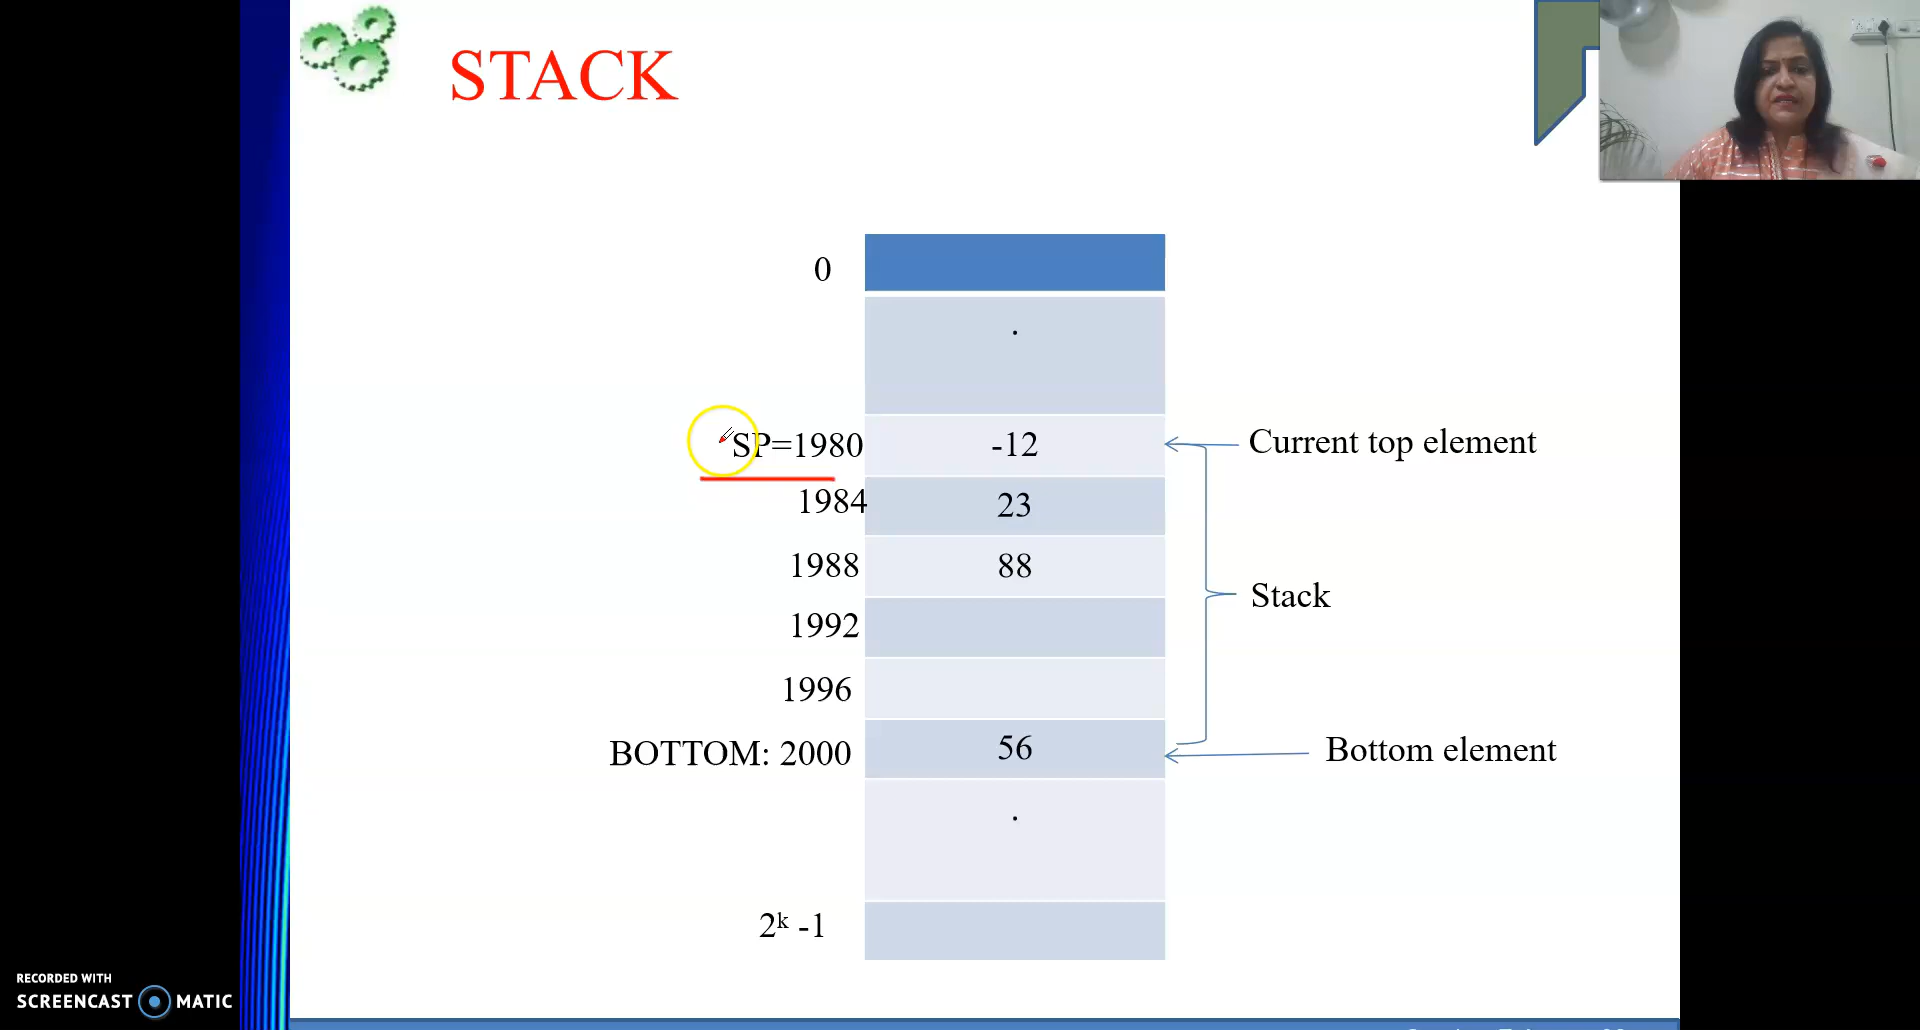 STACK
0
.
SP=1980 -12 Current top element
1984 23
1988 88
Stack
1992
1996
BOTTOM: 2000 56 Bottom element
.
2ᵏ -1
RECORDED WITH
SCREENCAST MATIC